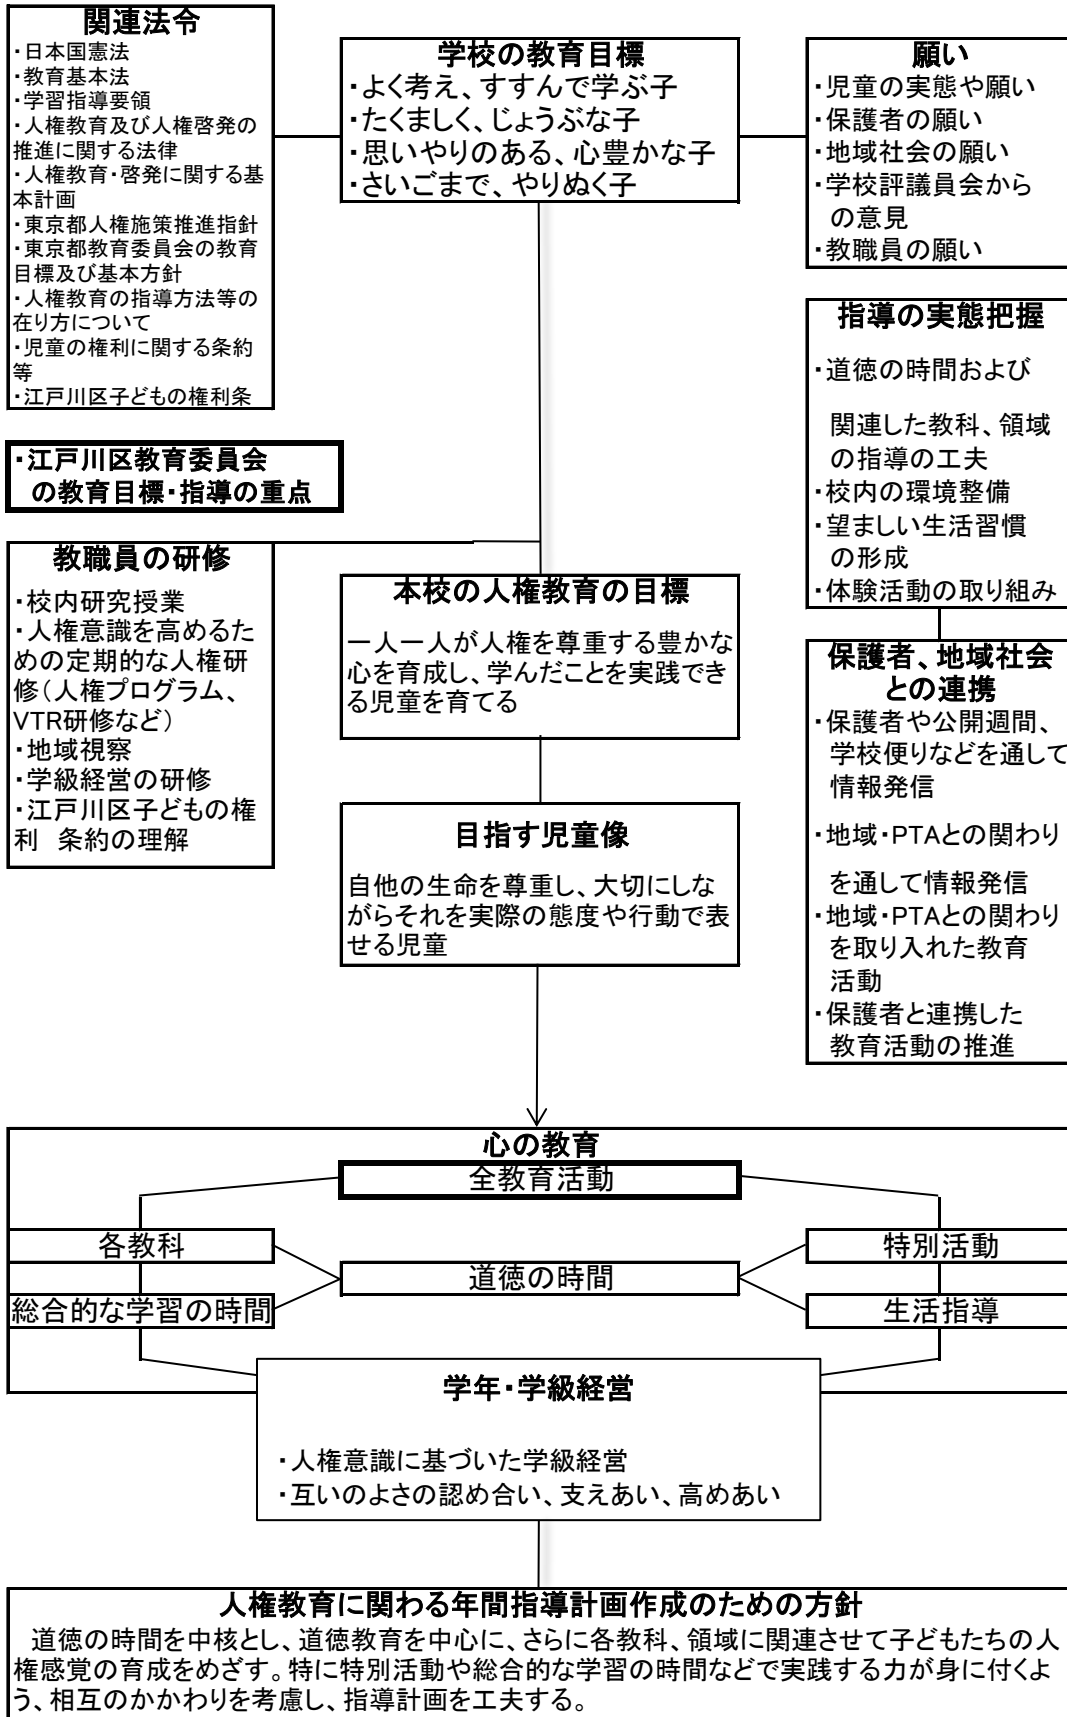 関連法令
・日本国憲法
・教育基本法
・学習指導要領
・人権教育及び人権啓発の
推進に関する法律
・人権教育・啓発に関する基
本計画
・東京都人権施策推進指針
・東京都教育委員会の教育
目標及び基本方針
・人権教育の指導方法等の
在り方について
・児童の権利に関する条約
等
・江戸川区子どもの権利条
学校の教育目標
・よく考え、すすんで学ぶ子
・たくましく、じょうぶな子
・思いやりのある、心豊かな子
・さいごまで、やりぬく子
願い
・児童の実態や願い
・保護者の願い
・地域社会の願い
・学校評議員会から
の意見
・教職員の願い
指導の実態把握
・道徳の時間および
関連した教科、領域
の指導の工夫
・校内の環境整備
・望ましい生活習慣
の形成
・体験活動の取り組み
・江戸川区教育委員会
の教育目標・指導の重点
教職員の研修
・校内研究授業
・人権意識を高めるた
めの定期的な人権研
修（人権プログラム、
VTR研修など）
・地域視察
・学級経営の研修
・江戸川区子どもの権
利　条約の理解
本校の人権教育の目標
一人一人が人権を尊重する豊かな
心を育成し、学んだことを実践でき
る児童を育てる
保護者、地域社会
との連携
・保護者や公開週間、
学校便りなどを通して
情報発信
・地域・PTAとの関わり
を通して情報発信
・地域・PTAとの関わり
を取り入れた教育
活動
・保護者と連携した
教育活動の推進
目指す児童像
自他の生命を尊重し、大切にしな
がらそれを実際の態度や行動で表
せる児童
心の教育
全教育活動
各教科
特別活動
道徳の時間
総合的な学習の時間
生活指導
学年・学級経営
・人権意識に基づいた学級経営
・互いのよさの認め合い、支えあい、高めあい
人権教育に関わる年間指導計画作成のための方針
道徳の時間を中核とし、道徳教育を中心に、さらに各教科、領域に関連させて子どもたちの人
権感覚の育成をめざす。特に特別活動や総合的な学習の時間などで実践する力が身に付くよ
う、相互のかかわりを考慮し、指導計画を工夫する。